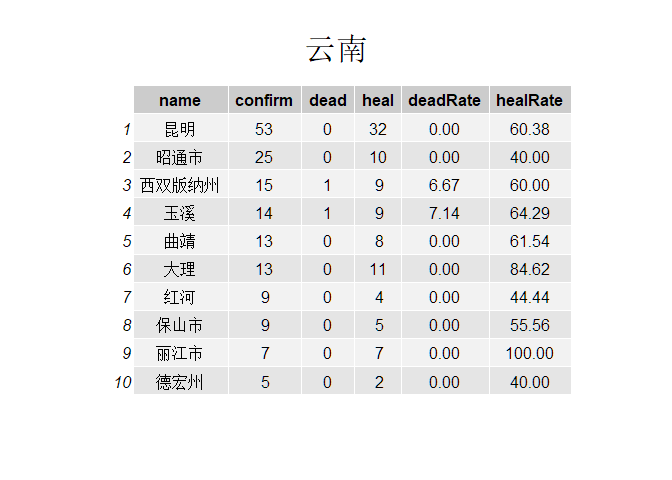 云南
name confirm dead heal deadRate healRate
1 昆明 53 0 32 0.00 60.38
2 昭通市 25 0 10 0.00 40.00
3 西双版纳州 15 1 9 6.67 60.00
4 玉溪 14 1 9 7.14 64.29
5 曲靖 13 0 8 0.00 61.54
6 大理 13 0 11 0.00 84.62
7 红河 9 0 4 0.00 44.44
8 保山市 9 0 5 0.00 55.56
9 丽江市 7 0 7 0.00 100.00
10 德宏州 5 0 2 0.00 40.00